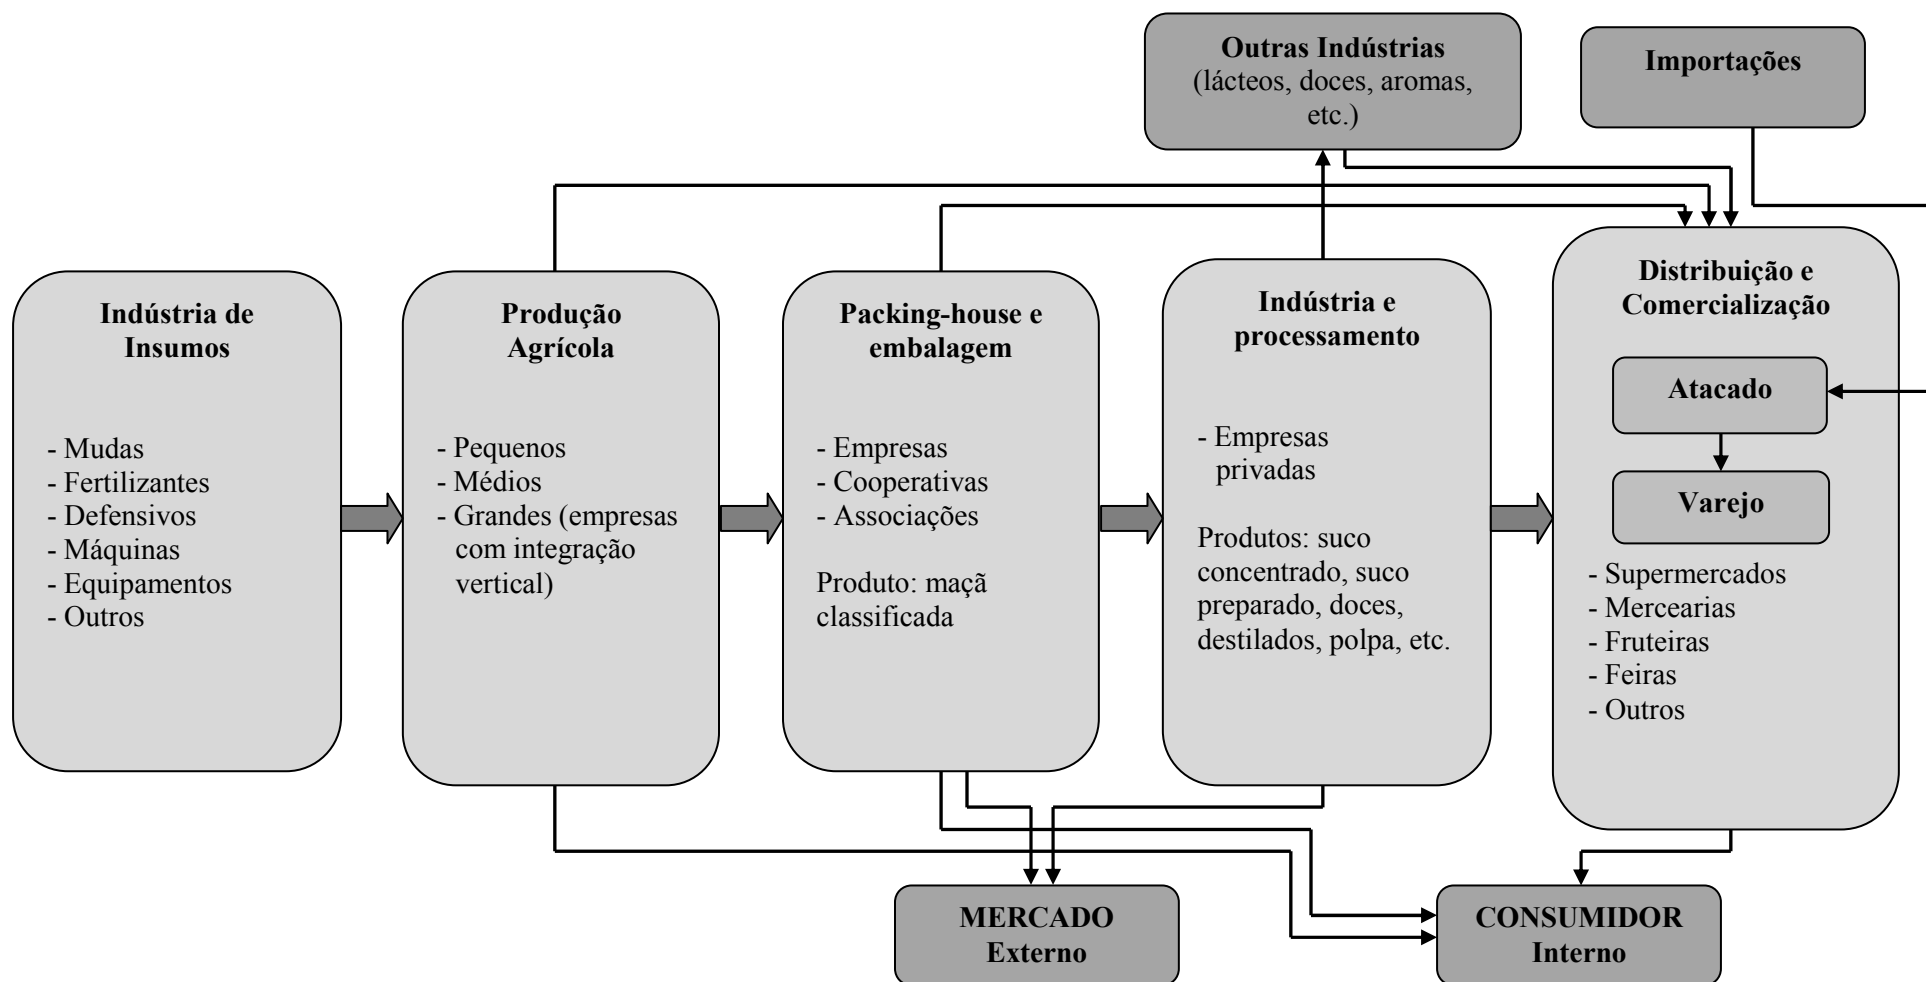 Outras Indústrias
(lácteos, doces, aromas,
etc.)
Importações
Indústria de
Insumos
- Mudas
- Fertilizantes
- Defensivos
- Máquinas
- Equipamentos
- Outros
Produção
Agrícola
- Pequenos
- Médios
- Grandes (empresas
com integração
vertical)
Packing-house e
embalagem
- Empresas
- Cooperativas
- Associações
Produto: maçã
classificada
Indústria e
processamento
- Empresas
privadas
Produtos: suco
concentrado, suco
preparado, doces,
destilados, polpa, etc.
Distribuição e
Comercialização
Atacado
Varejo
- Supermercados
- Mercearias
- Fruteiras
- Feiras
- Outros
MERCADO
Externo
CONSUMIDOR
Interno